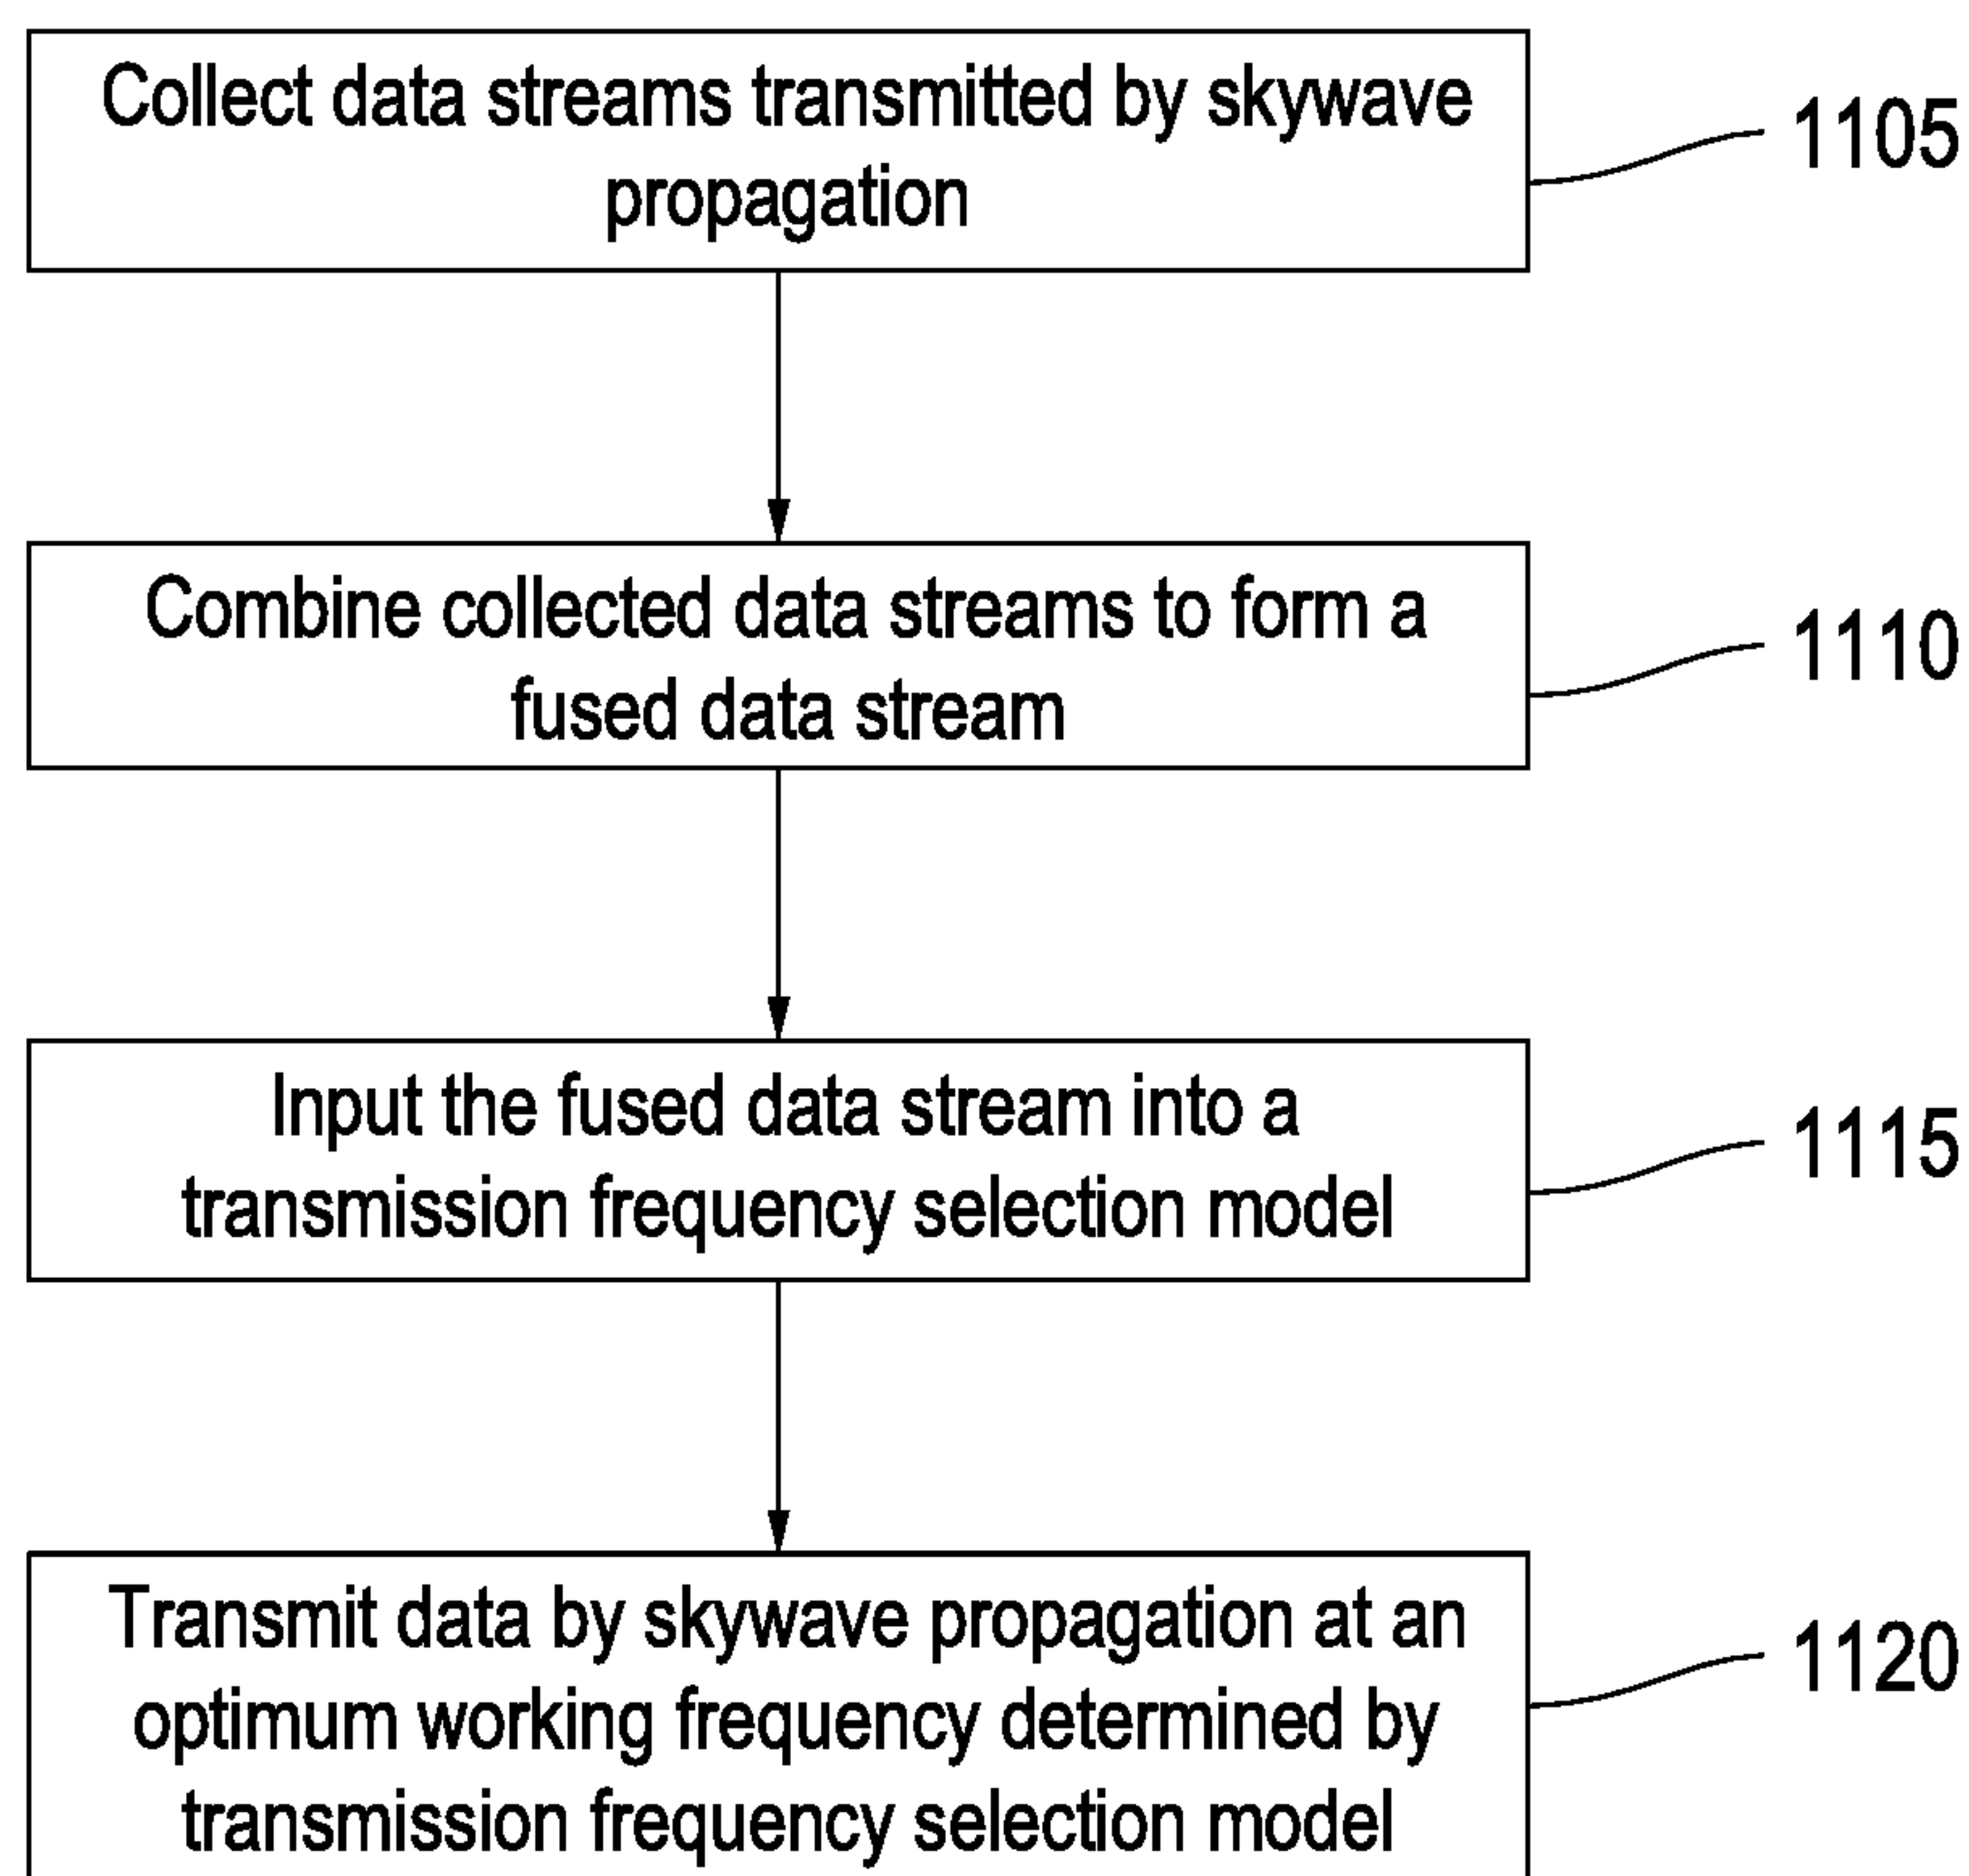 Collect data streams transmitted by skywave
propagation
1105
Combine collected data streams to form a
fused data stream
1110
Input the fused data stream into a
transmission frequency selection model
1115
Transmit data by skywave propagation at an
optimum working frequency determined by
transmission frequency selection model
1120